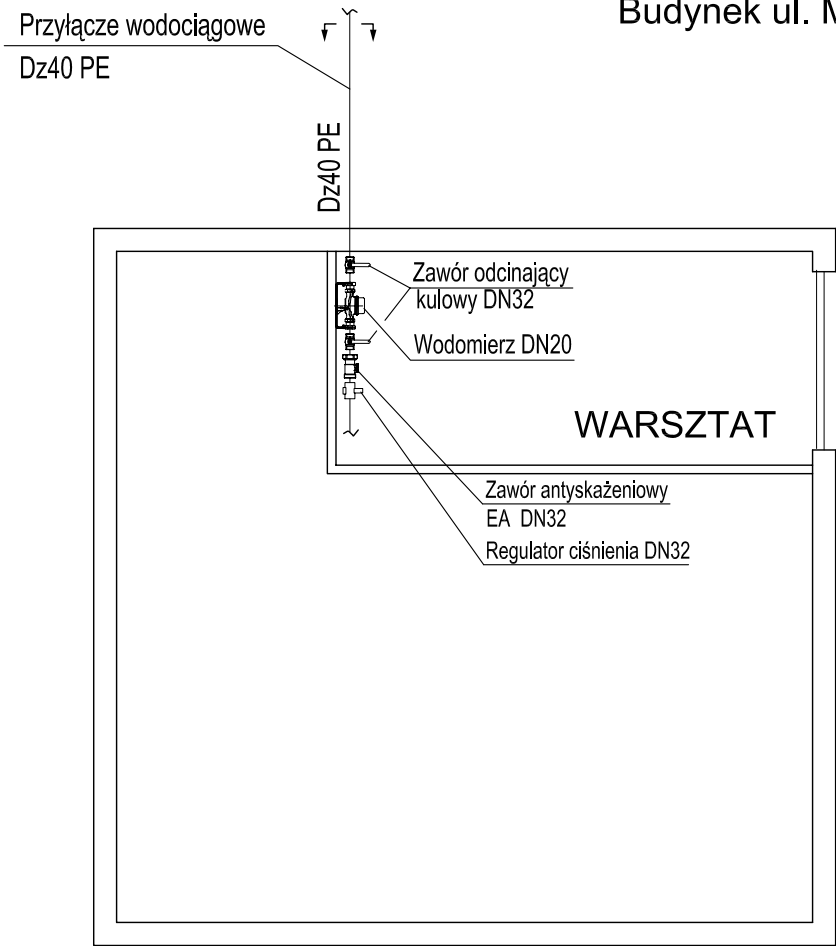 Budynek ul. M
Przyłącze wodociągowe
Dz40 PE
Dz40 PE
Zawór odcinający
kulowy DN32
Wodomierz DN20
WARSZTAT
Zawór antyskażeniowy
EA DN32
Regulator ciśnienia DN32